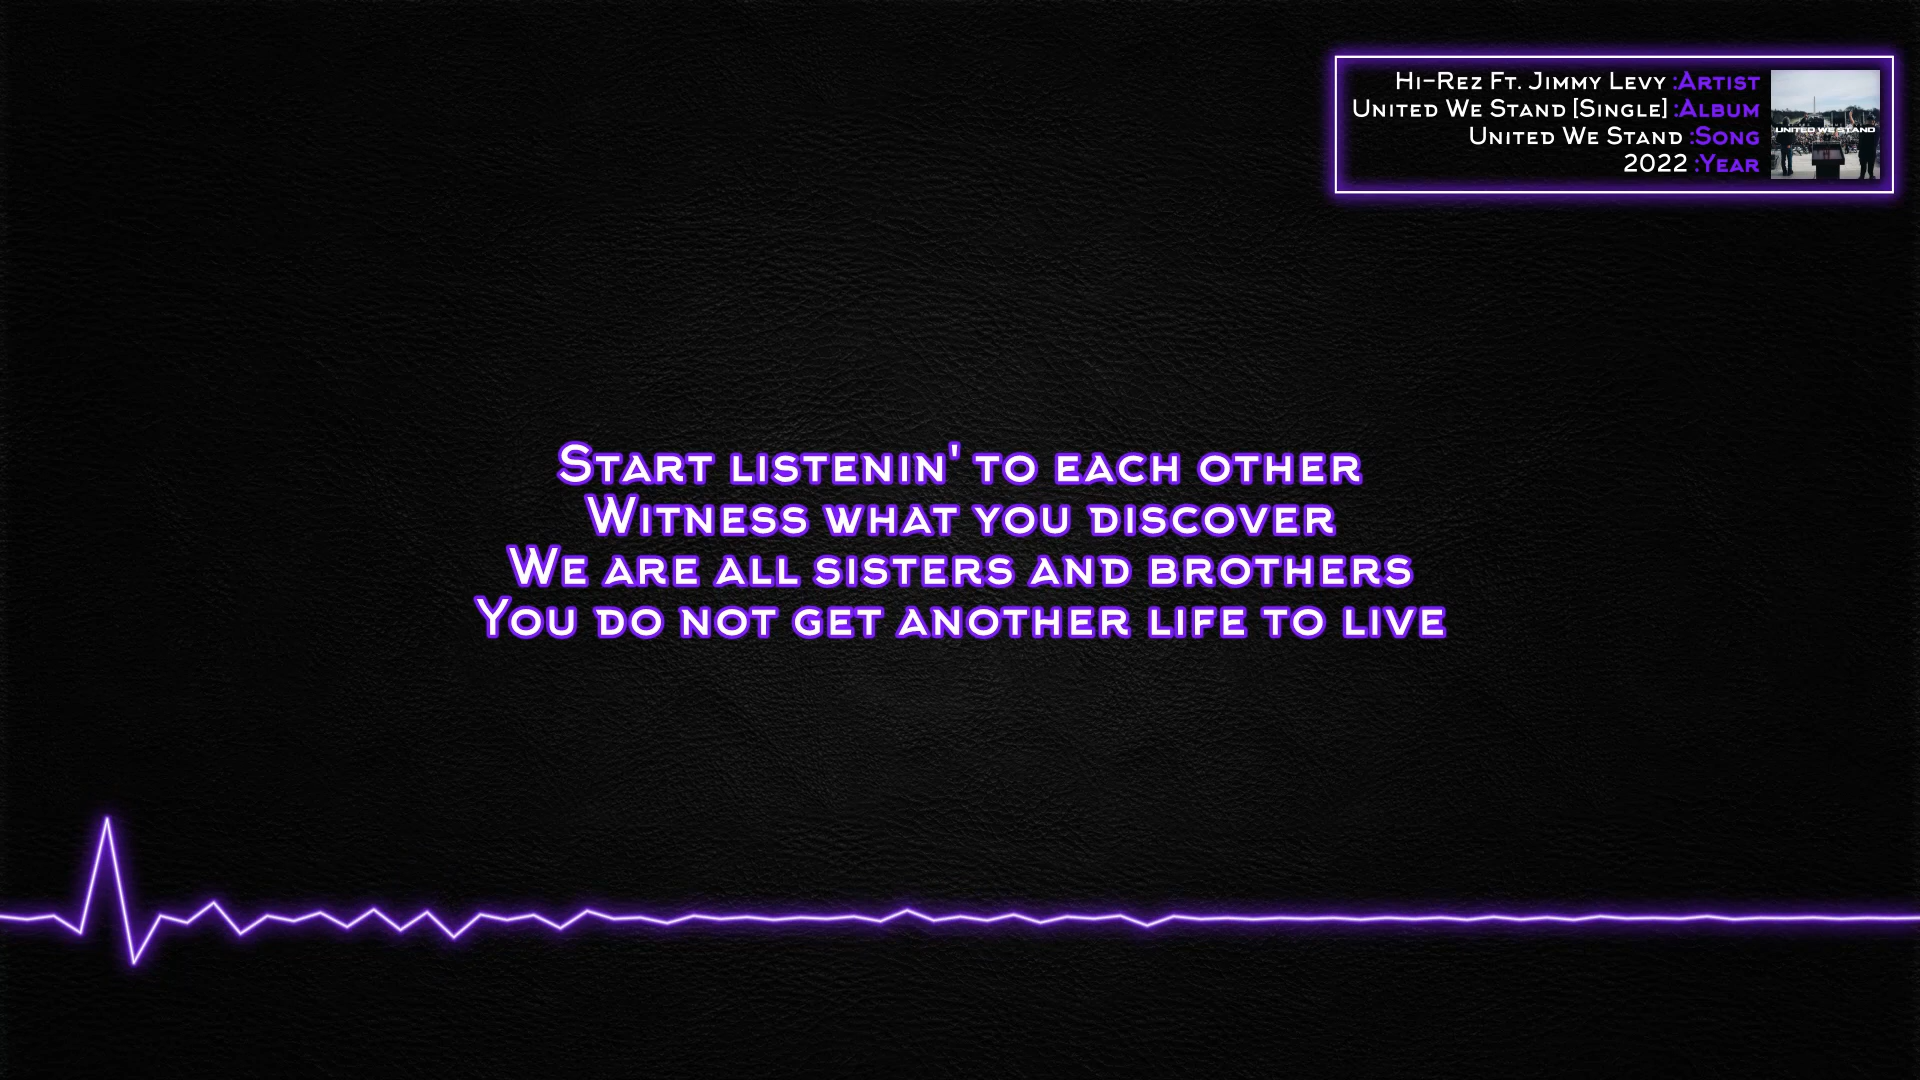 Hi-Rez Ft. Jimmy Levy :Artist
United We Stand [Single] :Album
United We Stand :Song
2022 :Year
UNITED WE STAND
Start listenin' to each other
Witness what you discover
We are all sisters and brothers
You do not get another life to live